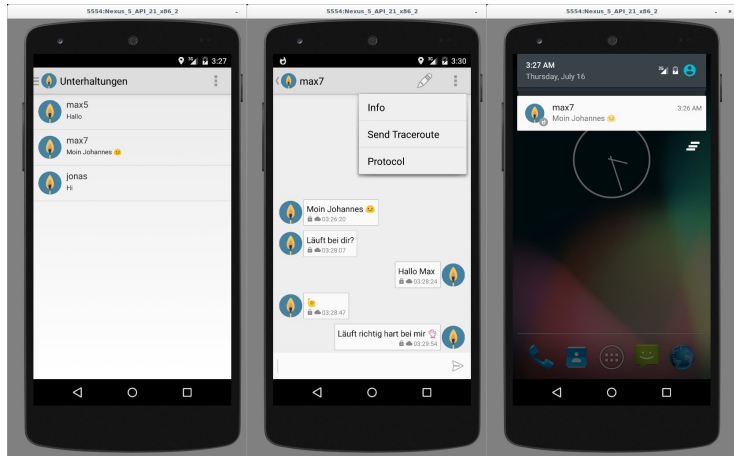 5554:Nexus_5_API_21_x86_2
3G
3:27
Unterhaltungen
max5
Hallo
max7
Moin Johannes 😊
jonas
Hi
5554:Nexus_5_API_21_x86_2
3G
3:30
max7
Info
Send Traceroute
Protocol
Moin Johannes 😊
03:26:20
Läuft bei dir?
03:28:07
Hallo Max
03:28:24
03:28:47
Läuft richtig hart bei mir
03:29:54
5554:Nexus_5_API_21_x86_2
3:27 AM
Thursday, July 16
3G
max7
3:26 AM
Moin Johannes 😊